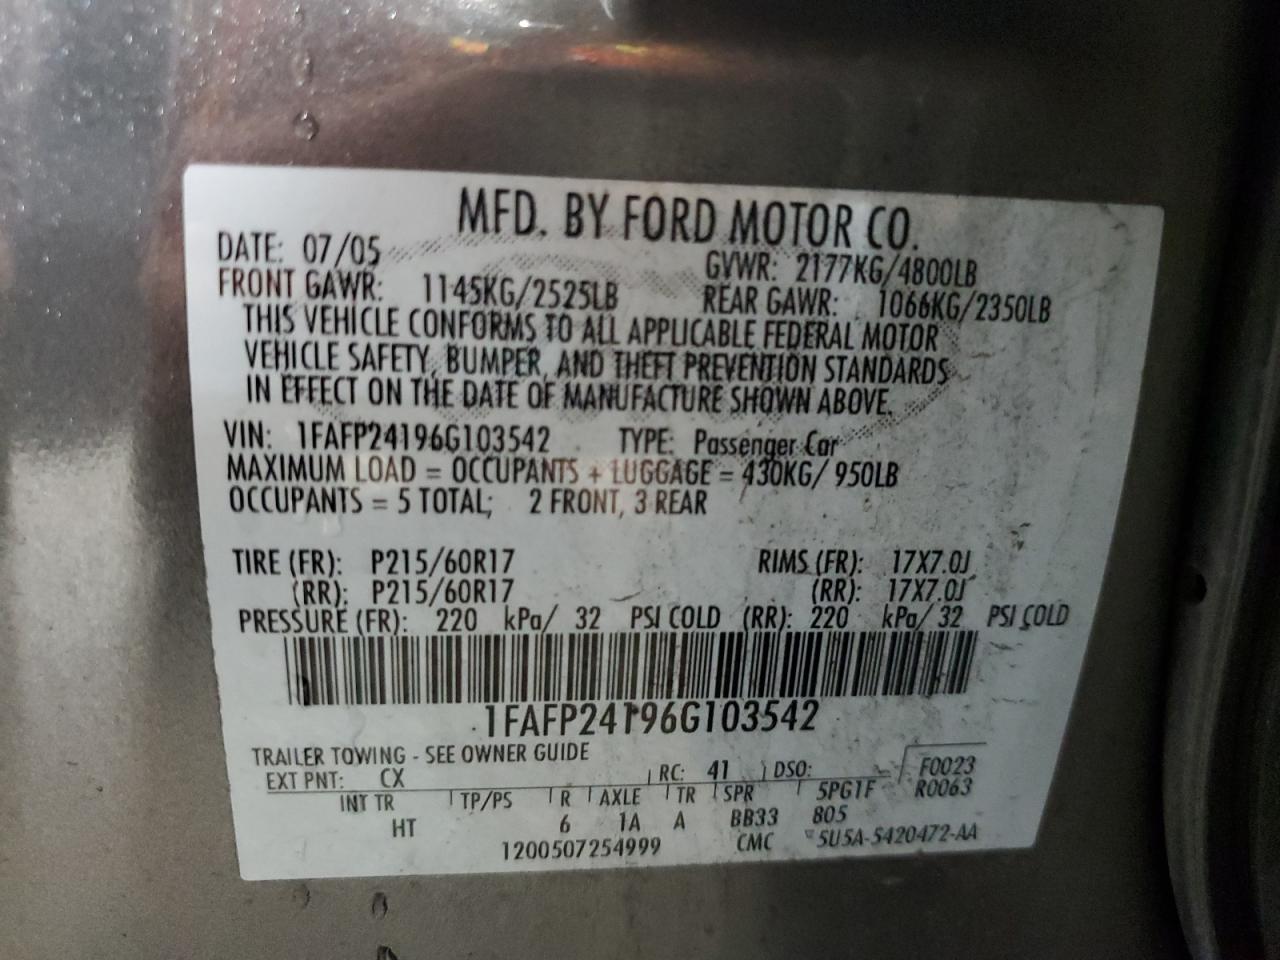 MFD. BY FORD MOTOR CO.
DATE: 07/05 GVWR: 2177KG/4800LB
FRONT GAWR: 1145KG/2525LB REAR GAWR: 1066KG/2350LB
THIS VEHICLE CONFORMS TO ALL APPLICABLE FEDERAL MOTOR
VEHICLE SAFETY, BUMPER, AND THEFT PREVENTION STANDARDS
IN EFFECT ON THE DATE OF MANUFACTURE SHOWN ABOVE.
VIN: 1FAFP24196G103542 TYPE: Passenger Car
MAXIMUM LOAD = OCCUPANTS + LUGGAGE = 430KG/ 950LB
OCCUPANTS = 5 TOTAL; 2 FRONT, 3 REAR
TIRE (FR): P215/60R17 RIMS (FR): 17X7.0J
(RR): P215/60R17 (RR): 17X7.0J
PRESSURE (FR): 220 kPa/ 32 PSI COLD (RR): 220 kPa/ 32 PSI COLD
1FAFP24196G103542
TRAILER TOWING - SEE OWNER GUIDE
EXT PNT: CX RC: 41 DSO: F0023
INT TR TP/PS R AXLE TR SPR 5PG1F R0063
HT 6 1A A BB33 805
1200507254999 CMC 5U5A-5420472-AA